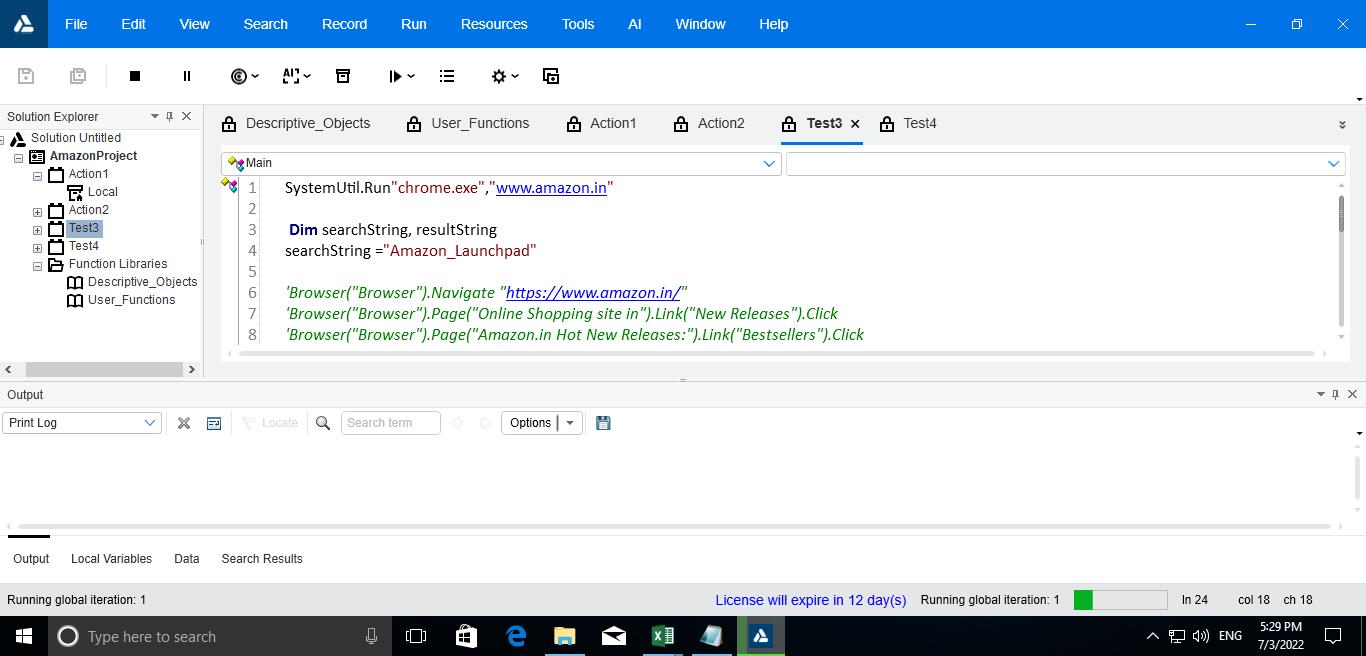 File Edit View Search Record Run Resources Tools AI Window Help
Solution Explorer
Solution Untitled
AmazonProject
Action1
Local
Action2
Test3
Test4
Function Libraries
Descriptive_Objects
User_Functions
Descriptive_Objects User_Functions Action1 Action2 Test3 Test4
Main
1 SystemUtil.Run"chrome.exe","www.amazon.in"
2
3 Dim searchString, resultString
4 searchString ="Amazon_Launchpad"
5
6 'Browser("Browser").Navigate "https://www.amazon.in/"
7 'Browser("Browser").Page("Online Shopping site in").Link("New Releases").Click
8 'Browser("Browser").Page("Amazon.in Hot New Releases:").Link("Bestsellers").Click
Output
Print Log Locate Search term Options
Output Local Variables Data Search Results
Running global iteration: 1 License will expire in 12 day(s) Running global iteration: 1 ln 24 col 18 ch 18
Type here to search ENG 5:29 PM
7/3/2022